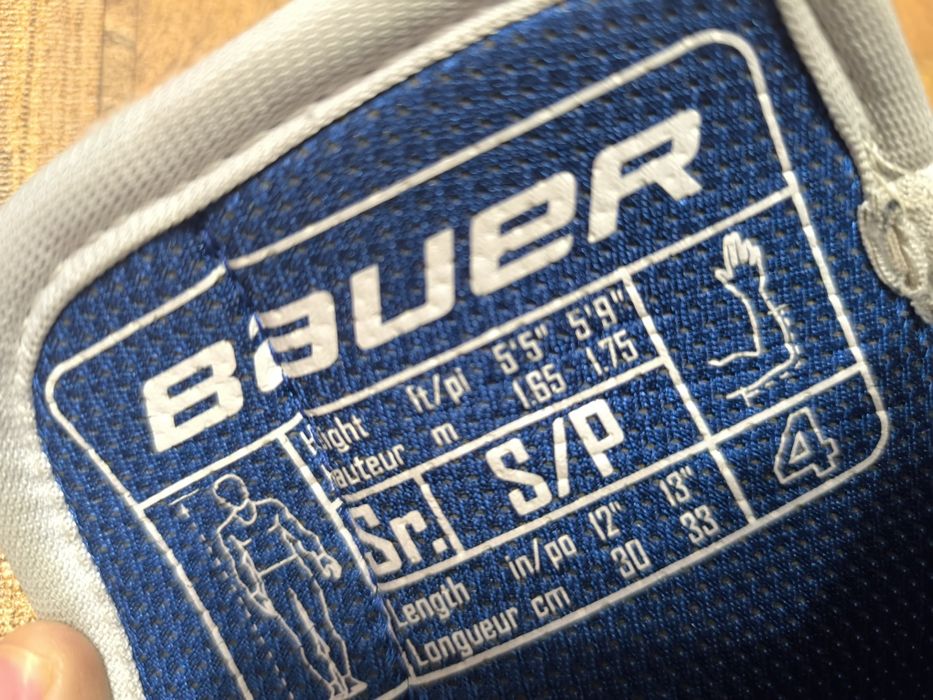 BAUER
Height ft/pi 5'5" 5'9"
Hauteur m 1.65 1.75
Sr. S/P
4
Length in/po 12" 13"
Longueur cm 30 33